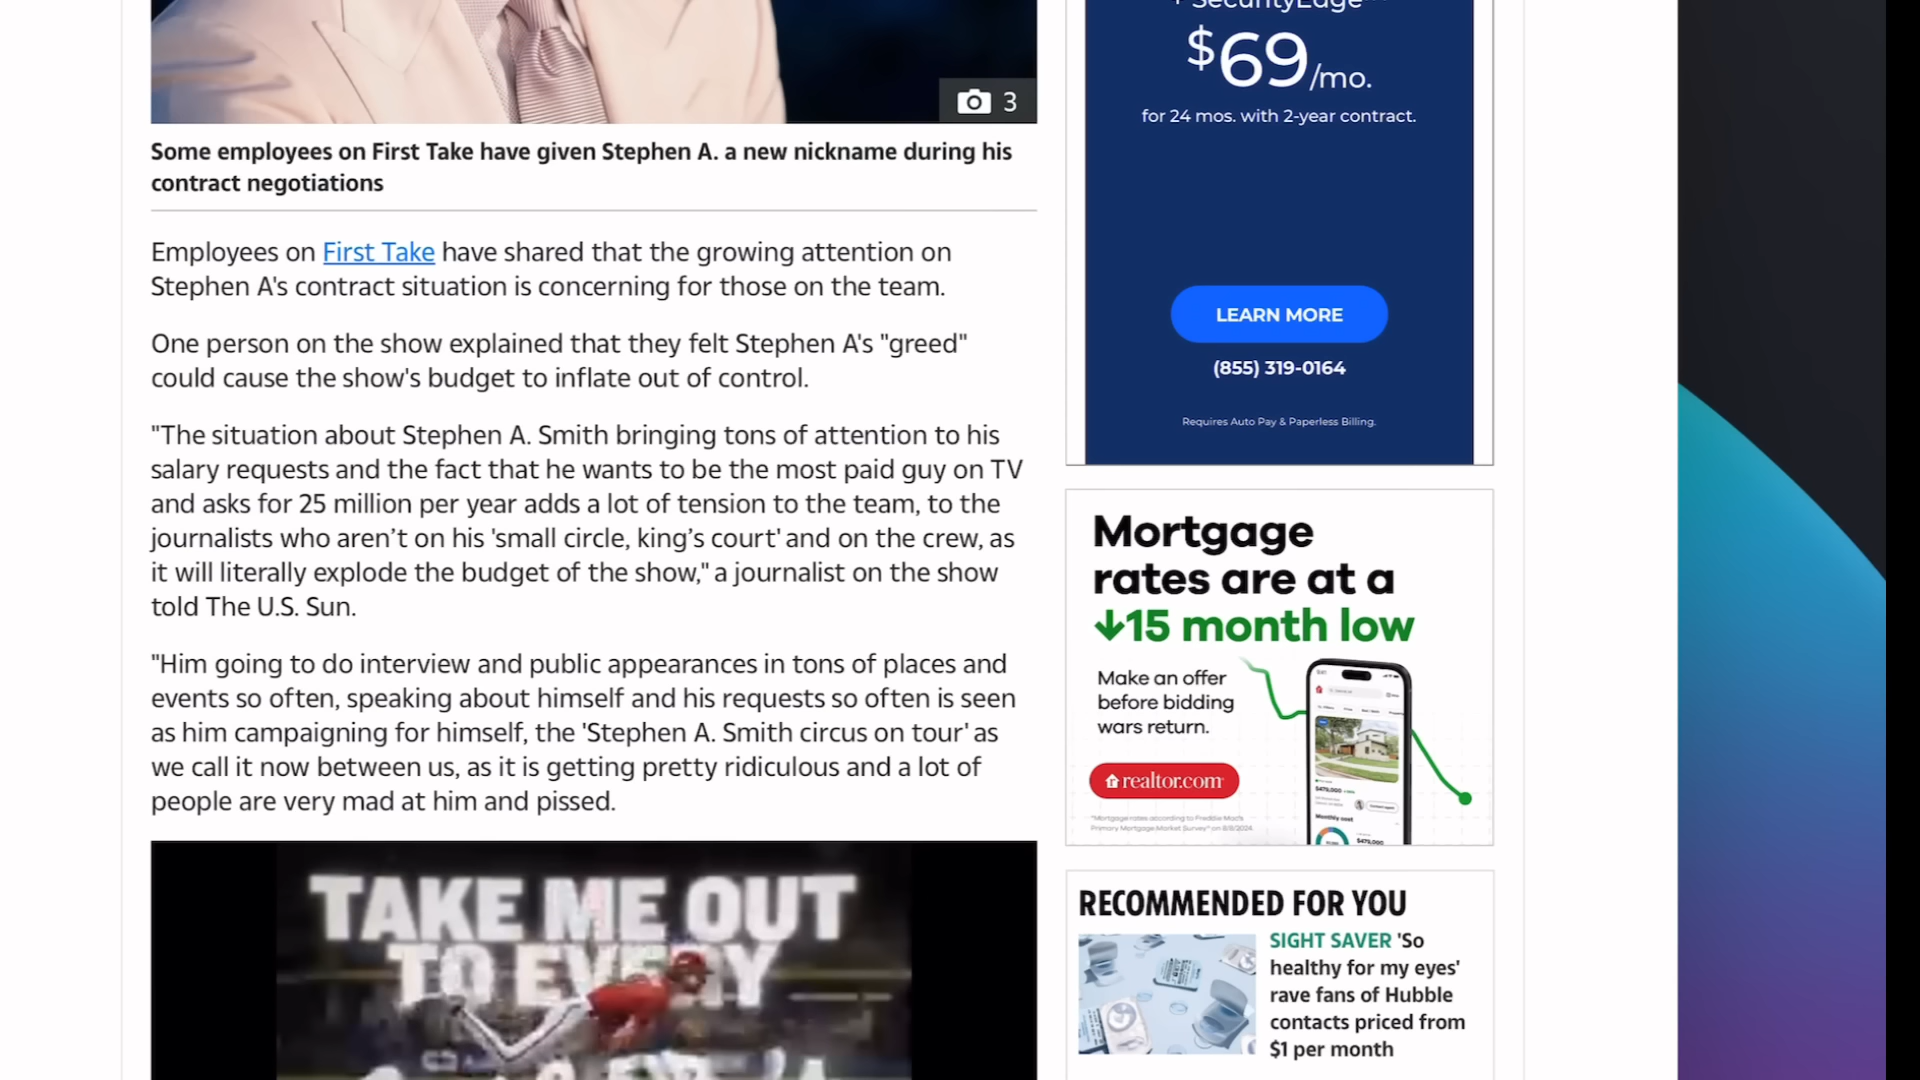 + SecurityEdge™
$69/mo.
for 24 mos. with 2-year contract.
3
Some employees on First Take have given Stephen A. a new nickname during his
contract negotiations
Employees on First Take have shared that the growing attention on
Stephen A's contract situation is concerning for those on the team.
One person on the show explained that they felt Stephen A's "greed"
could cause the show's budget to inflate out of control.
"The situation about Stephen A. Smith bringing tons of attention to his
salary requests and the fact that he wants to be the most paid guy on TV
and asks for 25 million per year adds a lot of tension to the team, to the
journalists who aren’t on his 'small circle, king’s court' and on the crew, as
it will literally explode the budget of the show," a journalist on the show
told The U.S. Sun.
"Him going to do interview and public appearances in tons of places and
events so often, speaking about himself and his requests so often is seen
as him campaigning for himself, the 'Stephen A. Smith circus on tour' as
we call it now between us, as it is getting pretty ridiculous and a lot of
people are very mad at him and pissed.
TAKE ME OUT
TO EVERY
LEARN MORE
(855) 319-0164
Requires Auto Pay & Paperless Billing.
Mortgage
rates are at a
↓15 month low
Make an offer
before bidding
wars return.
realtor.com
*Mortgage rates according to Freddie Mac's
Primary Mortgage Market Survey® on 8/8/2024.
$479,000
Monthly cost
$479,000
RECOMMENDED FOR YOU
SIGHT SAVER 'So
healthy for my eyes'
rave fans of Hubble
contacts priced from
$1 per month